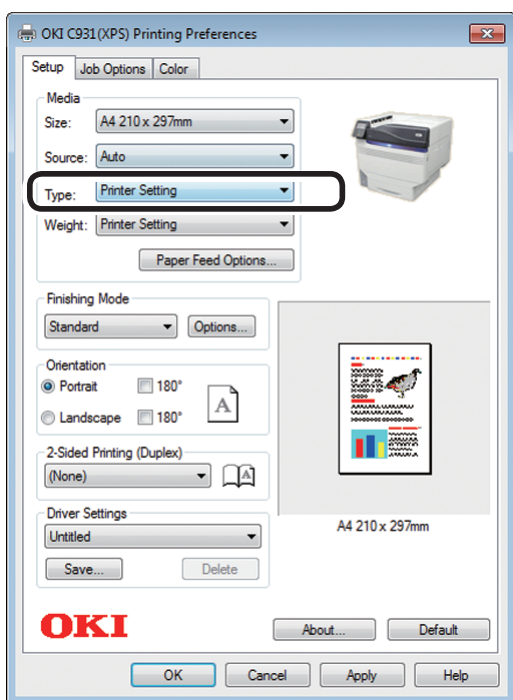 OKI C931(XPS) Printing Preferences
Setup Job Options Color
Media
Size: A4 210 x 297mm
Source: Auto
Type: Printer Setting
Weight: Printer Setting
Paper Feed Options...
Finishing Mode
Standard Options...
Orientation
Portrait 180°
Landscape 180°
A
2-Sided Printing (Duplex)
(None) A
Driver Settings
Untitled
Save... Delete
A4 210 x 297mm
OKI
About... Default
OK Cancel Apply Help